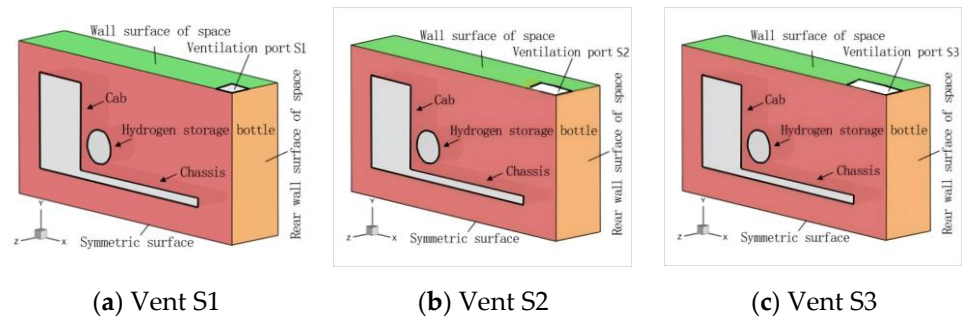 Wall surface of space
Ventilation port S1
Cab
Hydrogen storage bottle
Chassis
Rear wall surface of space
Symmetric surface
Y
Z
X
Wall surface of space
Ventilation port S2
Cab
Hydrogen storage bottle
Chassis
Rear wall surface of space
Symmetric surface
Y
Z
X
Wall surface of space
Ventilation port S3
Cab
Hydrogen storage bottle
Chassis
Rear wall surface of space
Symmetric surface
Y
Z
X
(a) Vent S1
(b) Vent S2
(c) Vent S3